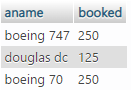 aname booked
boeing 747 250
douglas dc 125
boeing 70 250